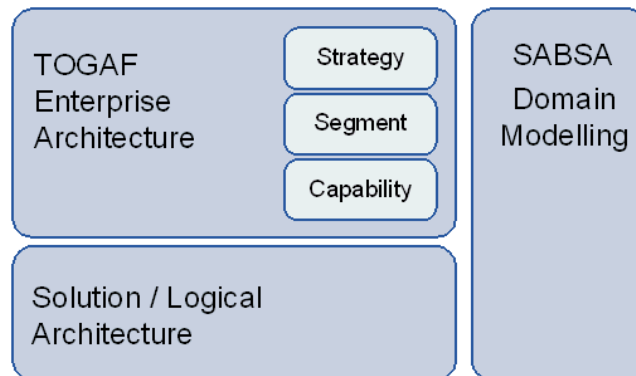 TOGAF
Enterprise
Architecture
Strategy
Segment
Capability
SABSA
Domain
Modelling
Solution / Logical
Architecture